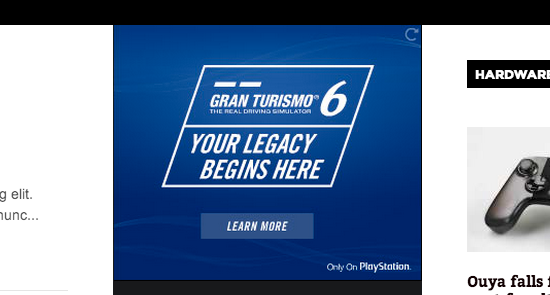 g elit.
nunc...
GRAN TURISMO® 6
THE REAL DRIVING SIMULATOR
YOUR LEGACY
BEGINS HERE
LEARN MORE
Only On PlayStation.
HARDWARE
Ouya falls f